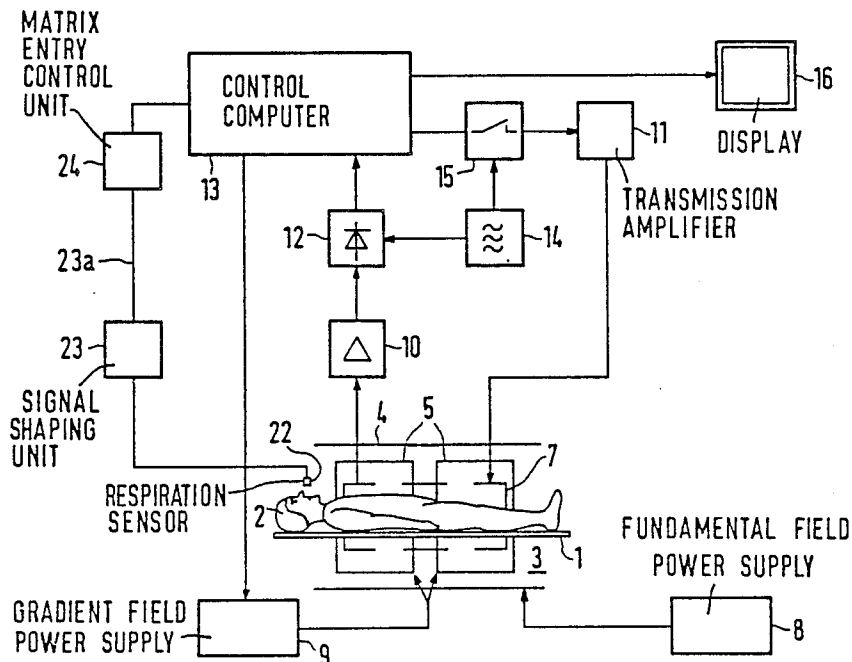 MATRIX
ENTRY
CONTROL
UNIT
24
CONTROL
COMPUTER
13
15
11
16
DISPLAY
TRANSMISSION
AMPLIFIER
12
14
23a
23
10
SIGNAL
SHAPING
UNIT
22
RESPIRATION
SENSOR
4
5
7
2
3
1
FUNDAMENTAL FIELD
POWER SUPPLY
8
GRADIENT FIELD
POWER SUPPLY
9